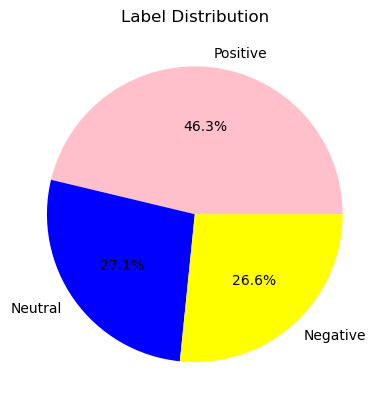 Label Distribution
Positive
46.3%
27.1%
26.6%
Neutral
Negative